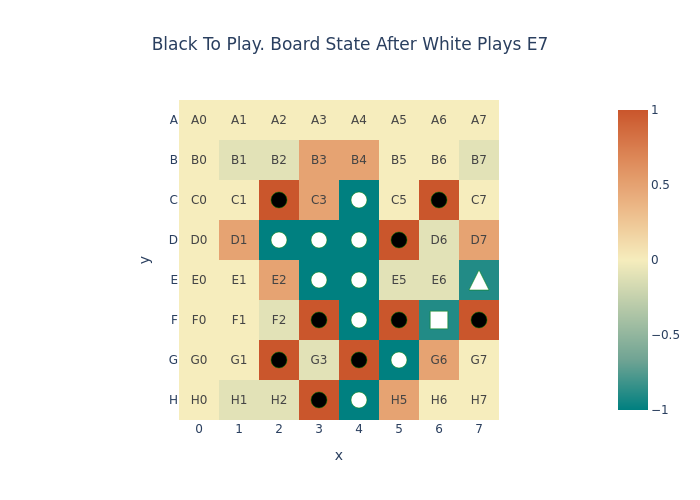 Black To Play. Board State After White Plays E7
A A0 A1 A2 A3 A4 A5 A6 A7
B B0 B1 B2 B3 B4 B5 B6 B7
C C0 C1 C3 C5 C7
D D0 D1 D6 D7
E E0 E1 E2 E5 E6
F F0 F1 F2
G G0 G1 G3 G6 G7
H H0 H1 H2 H5 H6 H7
0 1 2 3 4 5 6 7
x
y
1
0.5
0
−0.5
−1